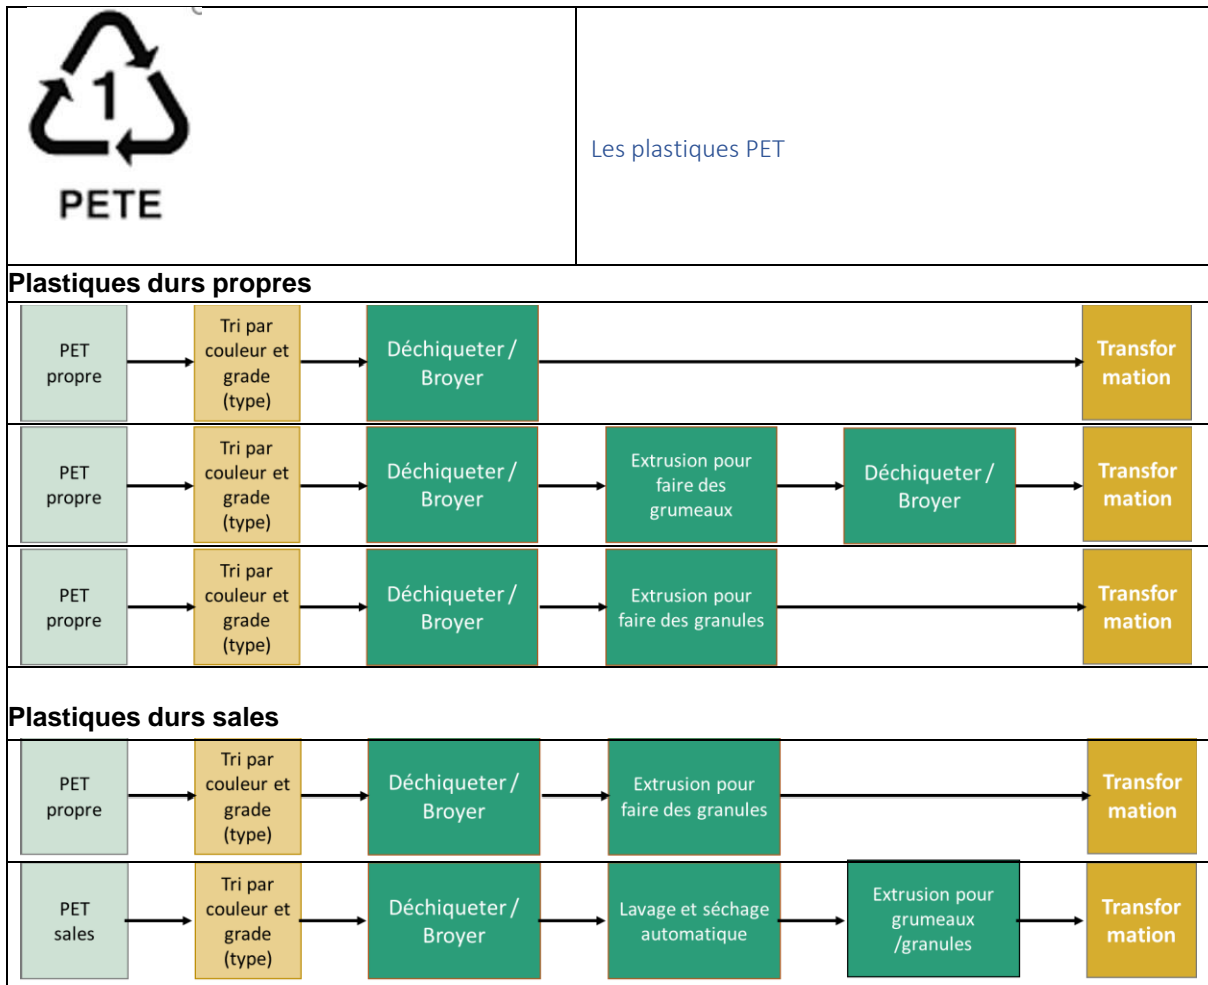 1
PETE
Les plastiques PET
Plastiques durs propres
PET
propre
Tri par
couleur et
grade
(type)
Déchiqueter /
Broyer
Transfor
mation
PET
propre
Tri par
couleur et
grade
(type)
Déchiqueter /
Broyer
Extrusion pour
faire des
grumeaux
Déchiqueter /
Broyer
Transfor
mation
PET
propre
Tri par
couleur et
grade
(type)
Déchiqueter /
Broyer
Extrusion pour
faire des granules
Transfor
mation
Plastiques durs sales
PET
propre
Tri par
couleur et
grade
(type)
Déchiqueter /
Broyer
Extrusion pour
faire des granules
Transfor
mation
PET
sales
Tri par
couleur et
grade
(type)
Déchiqueter /
Broyer
Lavage et séchage
automatique
Extrusion pour
grumeaux
/granules
Transfor
mation